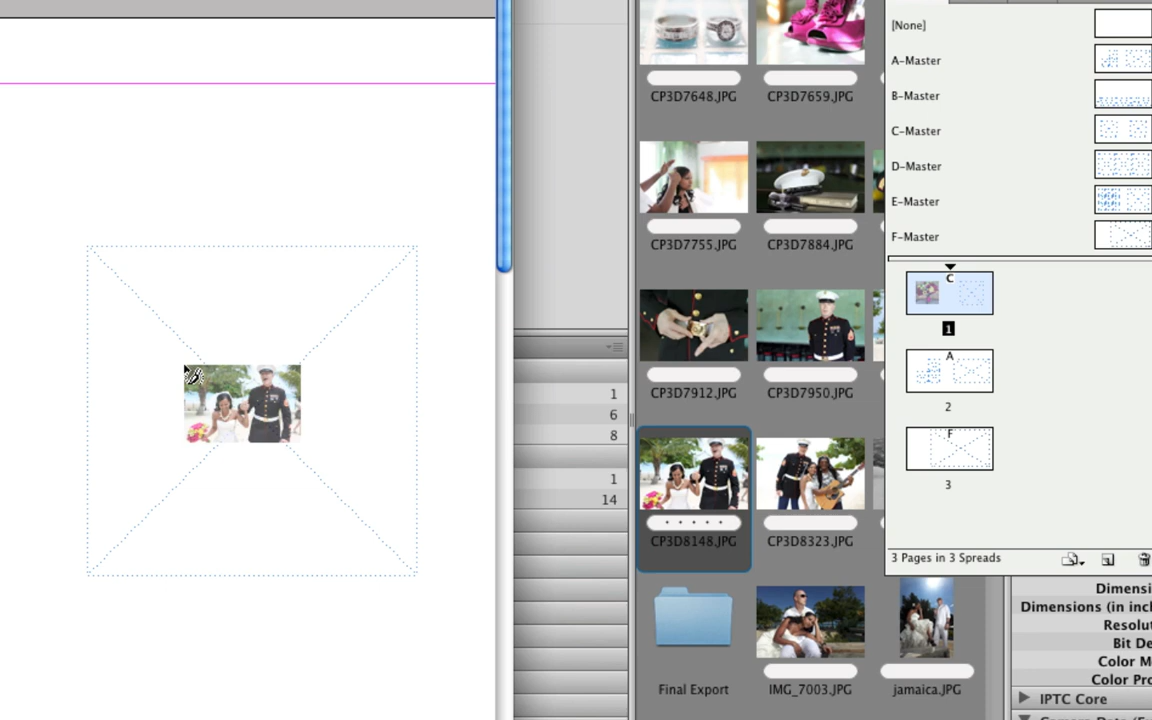 CP3D7648.JPG
CP3D7659.JPG
CP3D7755.JPG
CP3D7884.JPG
CP3D7912.JPG
CP3D7950.JPG
CP3D8148.JPG
CP3D8323.JPG
Final Export
IMG_7003.JPG
jamaica.JPG
1
6
8
1
14
[None]
A-Master
B-Master
C-Master
D-Master
E-Master
F-Master
C
1
A
2
F
3
3 Pages in 3 Spreads
Dimensi
Dimensions (in incl
Resolut
Bit De
Color M
Color Pro
IPTC Core